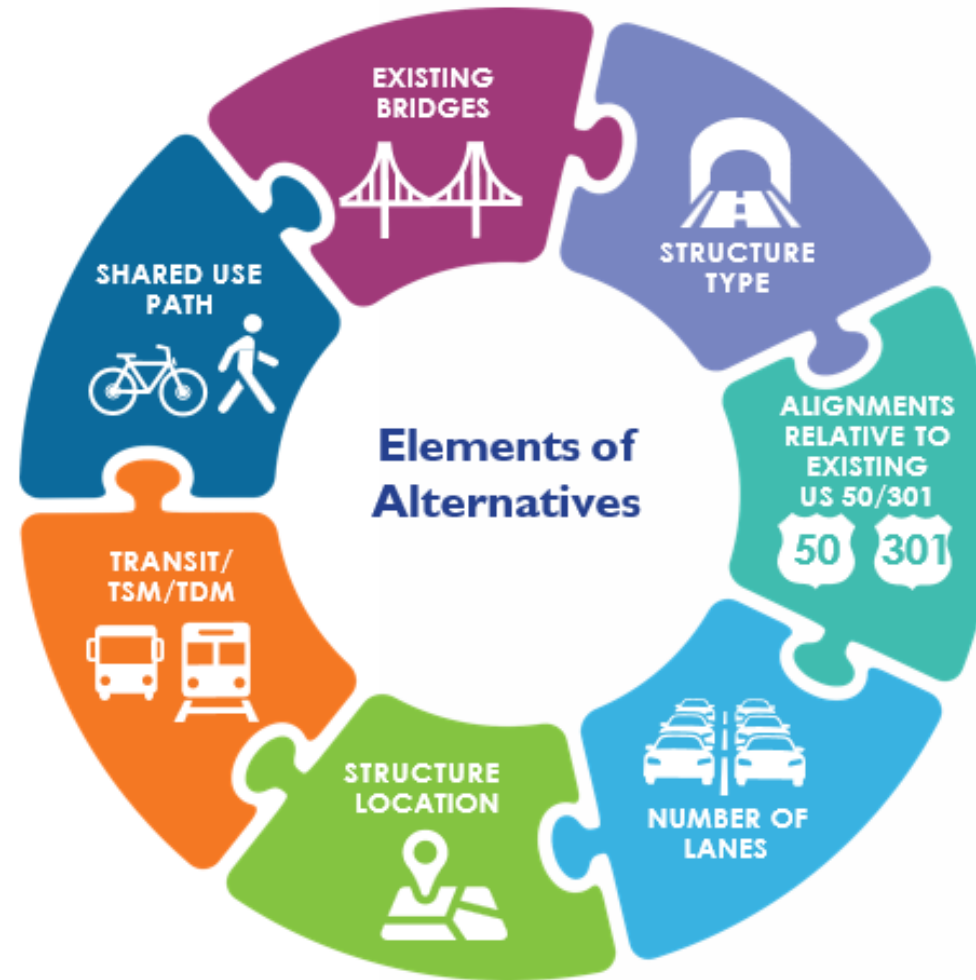 EXISTING
BRIDGES
STRUCTURE
TYPE
ALIGNMENTS
RELATIVE TO
EXISTING
US 50/301
50 301
NUMBER OF
LANES
STRUCTURE
LOCATION
TRANSIT/
TSM/TDM
SHARED USE
PATH
Elements of
Alternatives